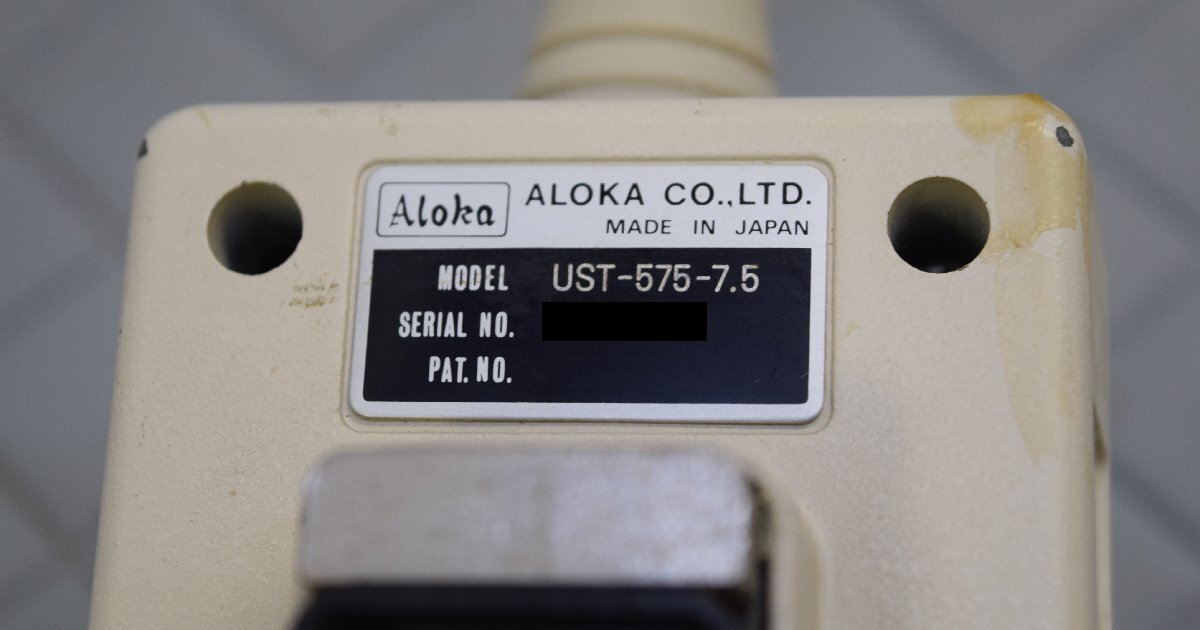 Aloka
ALOKA CO.,LTD.
MADE IN JAPAN
MODEL UST-575-7.5
SERIAL NO.
PAT. NO.